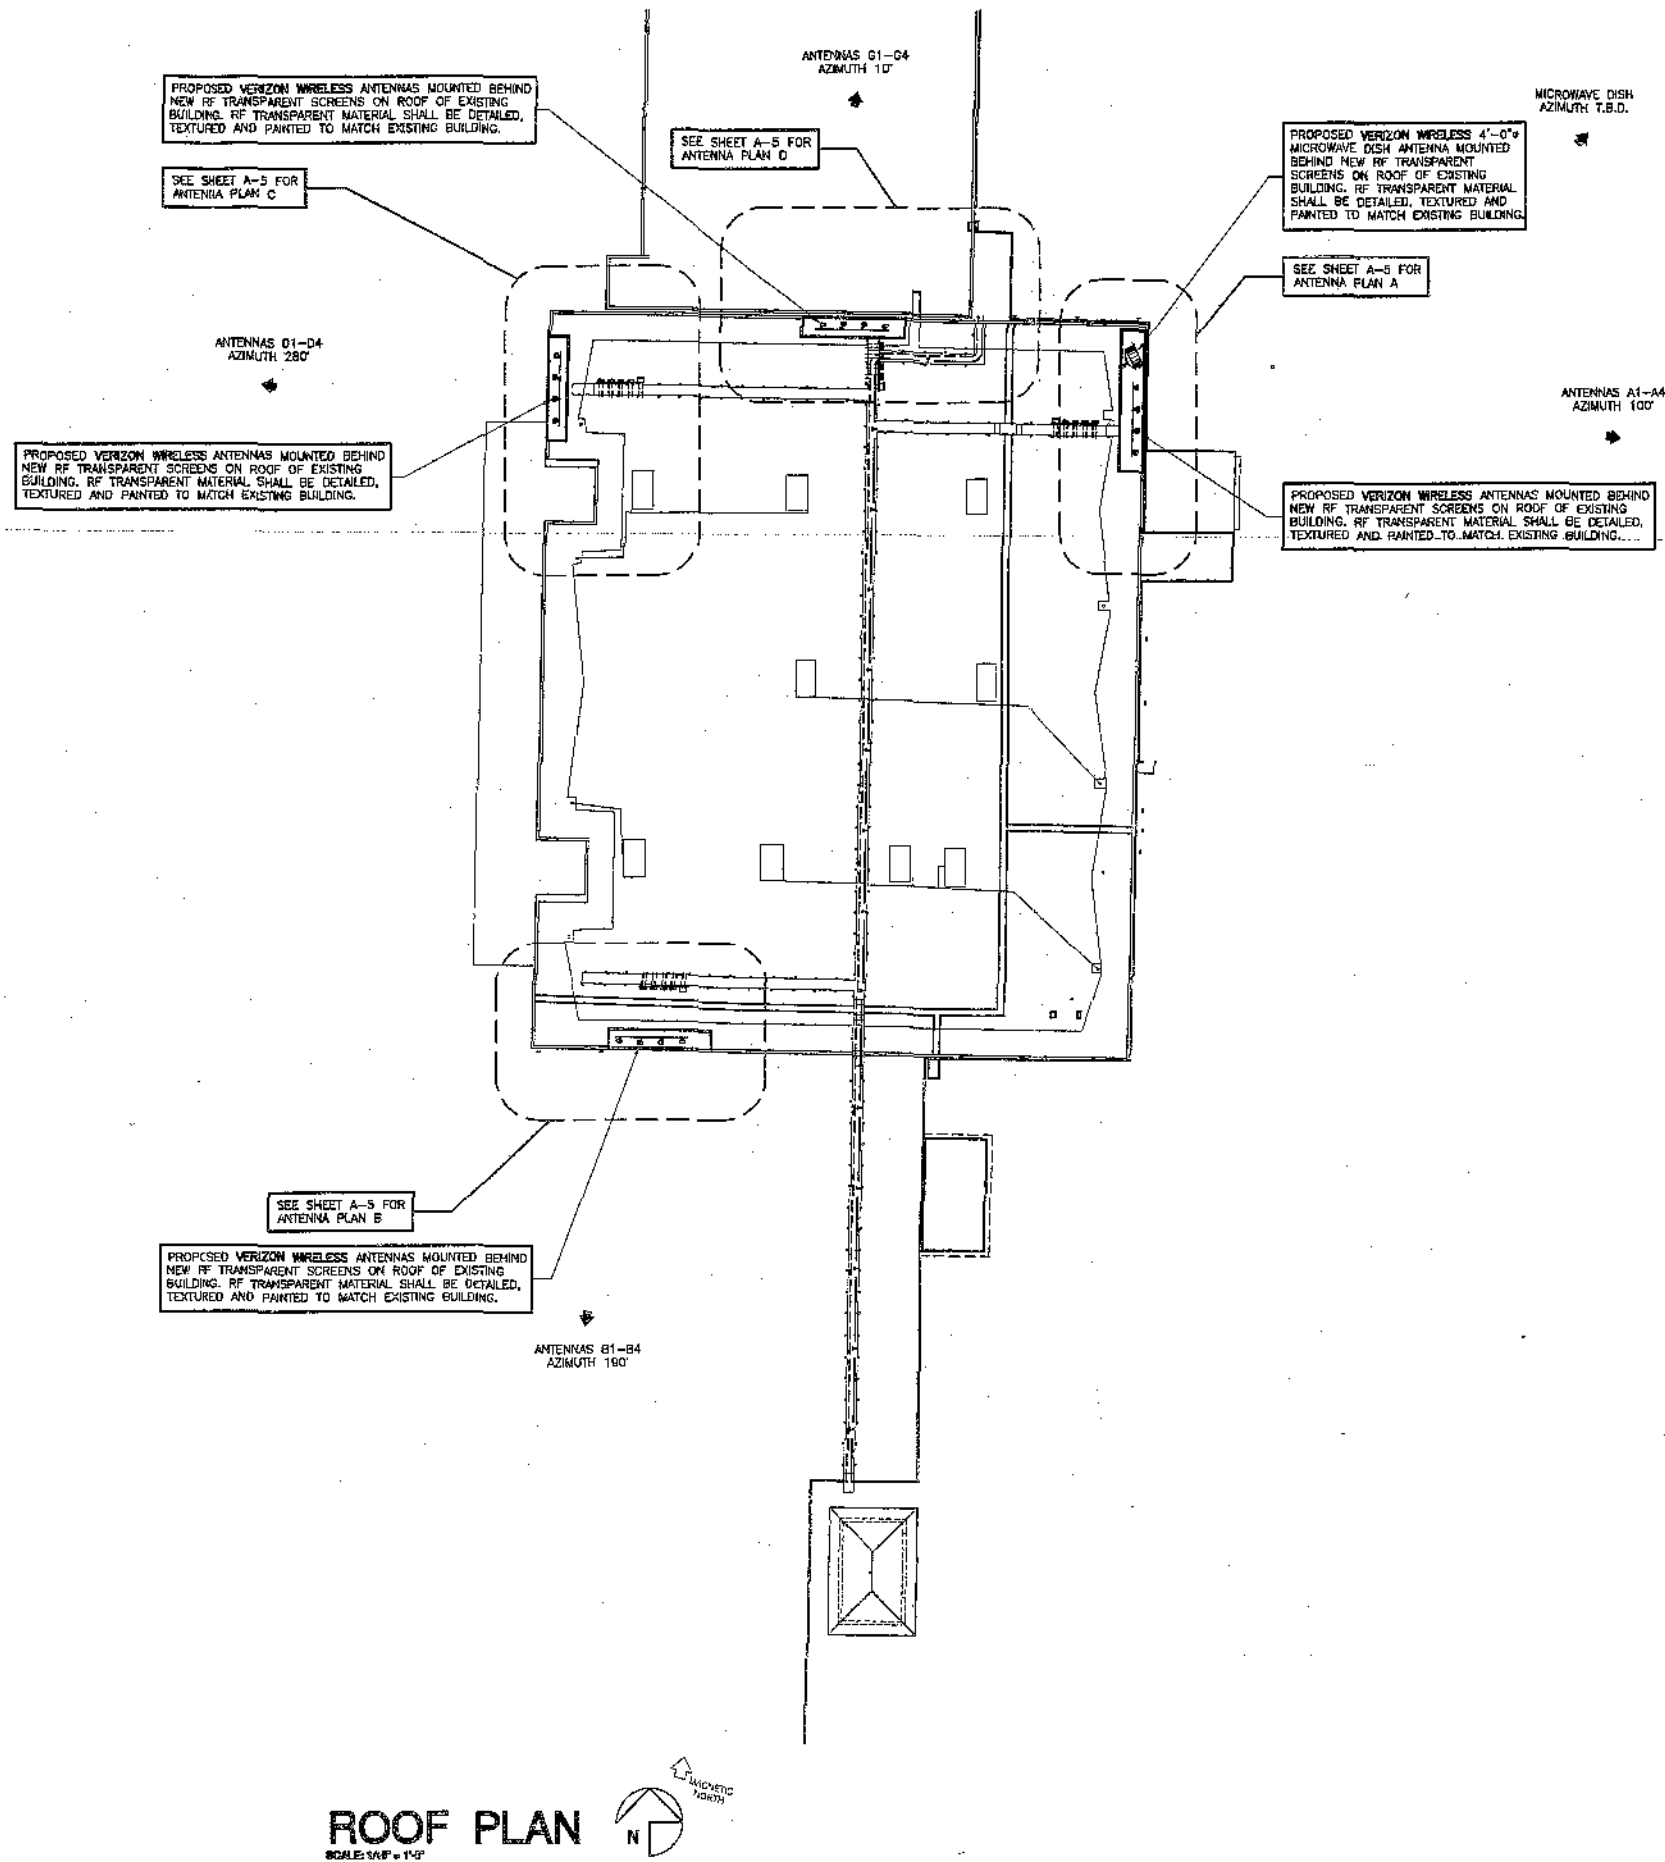 ANTENNAS G1-G4
AZIMUTH 10°
PROPOSED VERIZON WIRELESS ANTENNAS MOUNTED BEHIND
NEW RF TRANSPARENT SCREENS ON ROOF OF EXISTING
BUILDING. RF TRANSPARENT MATERIAL SHALL BE DETAILED,
TEXTURED AND PAINTED TO MATCH EXISTING BUILDING.
MICROWAVE DISH
AZIMUTH T.B.D.
SEE SHEET A-5 FOR
ANTENNA PLAN D
PROPOSED VERIZON WIRELESS 4'-0"ø
MICROWAVE DISH ANTENNA MOUNTED
BEHIND NEW RF TRANSPARENT
SCREENS ON ROOF OF EXISTING
BUILDING. RF TRANSPARENT MATERIAL
SHALL BE DETAILED, TEXTURED AND
PAINTED TO MATCH EXISTING BUILDING.
SEE SHEET A-5 FOR
ANTENNA PLAN C
SEE SHEET A-5 FOR
ANTENNA PLAN A
ANTENNAS D1-D4
AZIMUTH 280°
ANTENNAS A1-A4
AZIMUTH 100°
PROPOSED VERIZON WIRELESS ANTENNAS MOUNTED BEHIND
NEW RF TRANSPARENT SCREENS ON ROOF OF EXISTING
BUILDING. RF TRANSPARENT MATERIAL SHALL BE DETAILED,
TEXTURED AND PAINTED TO MATCH EXISTING BUILDING.
PROPOSED VERIZON WIRELESS ANTENNAS MOUNTED BEHIND
NEW RF TRANSPARENT SCREENS ON ROOF OF EXISTING
BUILDING. RF TRANSPARENT MATERIAL SHALL BE DETAILED,
TEXTURED AND PAINTED TO MATCH EXISTING BUILDING.
SEE SHEET A-5 FOR
ANTENNA PLAN B
PROPOSED VERIZON WIRELESS ANTENNAS MOUNTED BEHIND
NEW RF TRANSPARENT SCREENS ON ROOF OF EXISTING
BUILDING. RF TRANSPARENT MATERIAL SHALL BE DETAILED,
TEXTURED AND PAINTED TO MATCH EXISTING BUILDING.
ANTENNAS B1-B4
AZIMUTH 190°
MAGNETIC
NORTH
N
ROOF PLAN
SCALE: